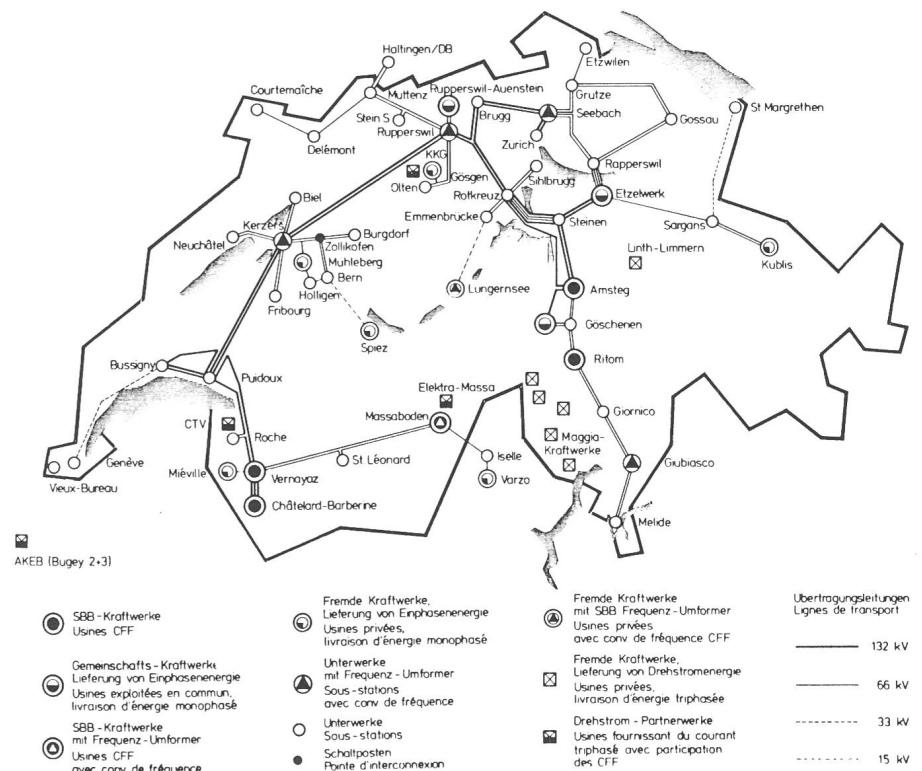 Haltingen/DB
Etzwilen
Courtemaîche
Muttenz
Rupperswil-Auenstein
Grütze
St Margrethen
Stein S
Brugg
Seebach
Gossau
Rupperswil
Zürich
Delémont
KKG
Gösgen
Rapperswil
Olten
Sihlbrugg
Rotkreuz
Etzelwerk
Biel
Emmenbrücke
Steinen
Kerzers
Neuchâtel
Burgdorf
Sargans
Zollikofen
Linth-Limmern
Mühleberg
Kublis
Bern
Holligen
Lungernsee
Amsteg
Fribourg
Göschenen
Spiez
Bussigny
Ritom
Puidoux
Elektra-Massa
CTV
Massaboden
Giornico
Roche
Maggia-
Kraftwerke
Genève
St Léonard
Iselle
Giubiasco
Miéville
Vernayaz
Vieux-Bureau
Varzo
Châtelard-Barberine
Melide
AKEB (Bugey 2+3)
SBB-Kraftwerke
Usines CFF
Gemeinschafts-Kraftwerke
Lieferung von Einphasenenergie
Usines exploitées en commun,
livraison d'énergie monophasé
SBB-Kraftwerke
mit Frequenz-Umformer
Usines CFF
avec conv de fréquence
Fremde Kraftwerke,
Lieferung von Einphasenenergie
Usines privées,
livraison d'énergie monophasé
Unterwerke
mit Frequenz-Umformer
Sous-stations
avec conv de fréquence
Unterwerke
Sous-stations
Schaltposten
Pointe d'interconnexion
Fremde Kraftwerke
mit SBB Frequenz-Umformer
Usines privées
avec conv de fréquence CFF
Fremde Kraftwerke,
Lieferung von Drehstromenergie
Usines privées,
livraison d'énergie triphasée
Drehstrom-Partnerwerke
Usines fournissant du courant
triphasé avec participation
des CFF
Übertragungsleitungen
Lignes de transport
132 kV
66 kV
33 kV
15 kV